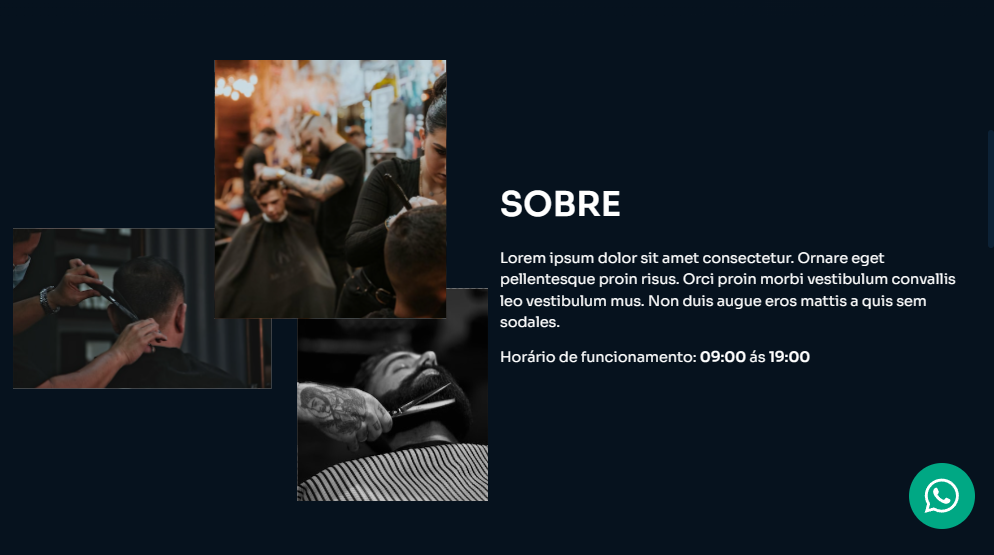 SOBRE
Lorem ipsum dolor sit amet consectetur. Ornare eget
pellentesque proin risus. Orci proin morbi vestibulum convallis
leo vestibulum mus. Non duis augue eros mattis a quis sem
sodales.
Horário de funcionamento: 09:00 ás 19:00